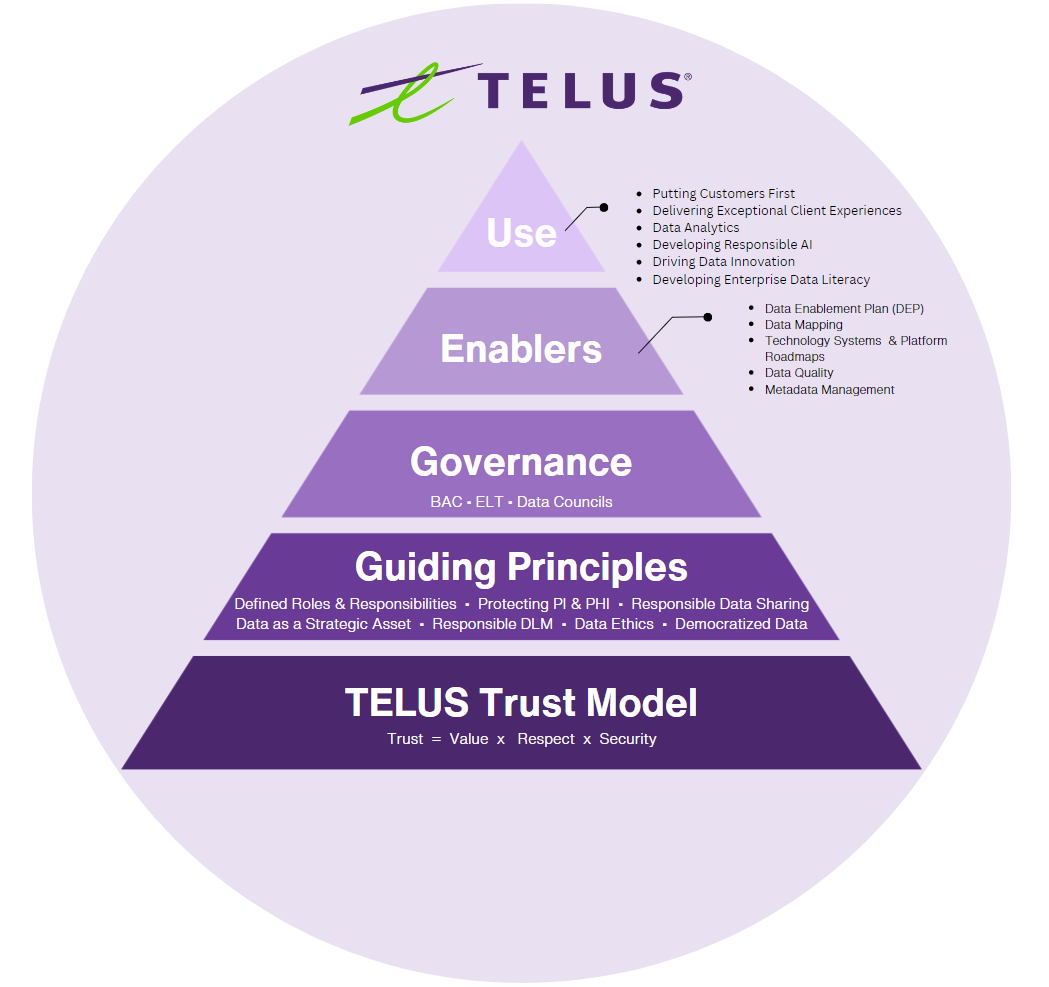 TELUS®
Use
• Putting Customers First
• Delivering Exceptional Client Experiences
• Data Analytics
• Developing Responsible AI
• Driving Data Innovation
• Developing Enterprise Data Literacy
Enablers
• Data Enablement Plan (DEP)
• Data Mapping
• Technology Systems & Platform
Roadmaps
• Data Quality
• Metadata Management
Governance
BAC ▪ ELT ▪ Data Councils
Guiding Principles
Defined Roles & Responsibilities ▪ Protecting PI & PHI ▪ Responsible Data Sharing
Data as a Strategic Asset ▪ Responsible DLM ▪ Data Ethics ▪ Democratized Data
TELUS Trust Model
Trust = Value x Respect x Security